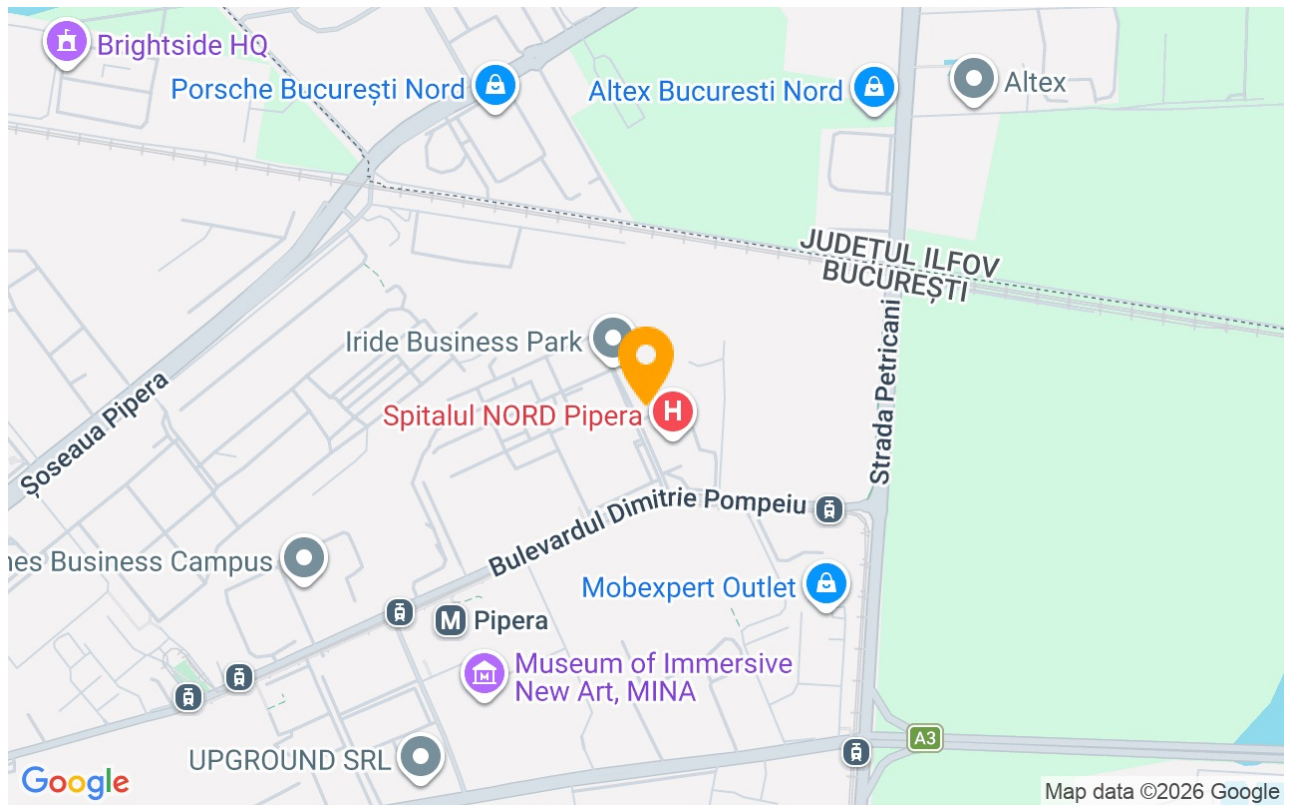 Brightside HQ
Porsche București Nord
Altex Bucuresti Nord
Altex
JUDEȚUL ILFOV
BUCUREȘTI
Iride Business Park
Spitalul NORD Pipera
H
Șoseaua Pipera
Strada Petricani
Bulevardul Dimitrie Pompeiu
nes Business Campus
Mobexpert Outlet
M Pipera
Museum of Immersive
New Art, MINA
UPGROUND SRL
A3
Google
Map data ©2026 Google